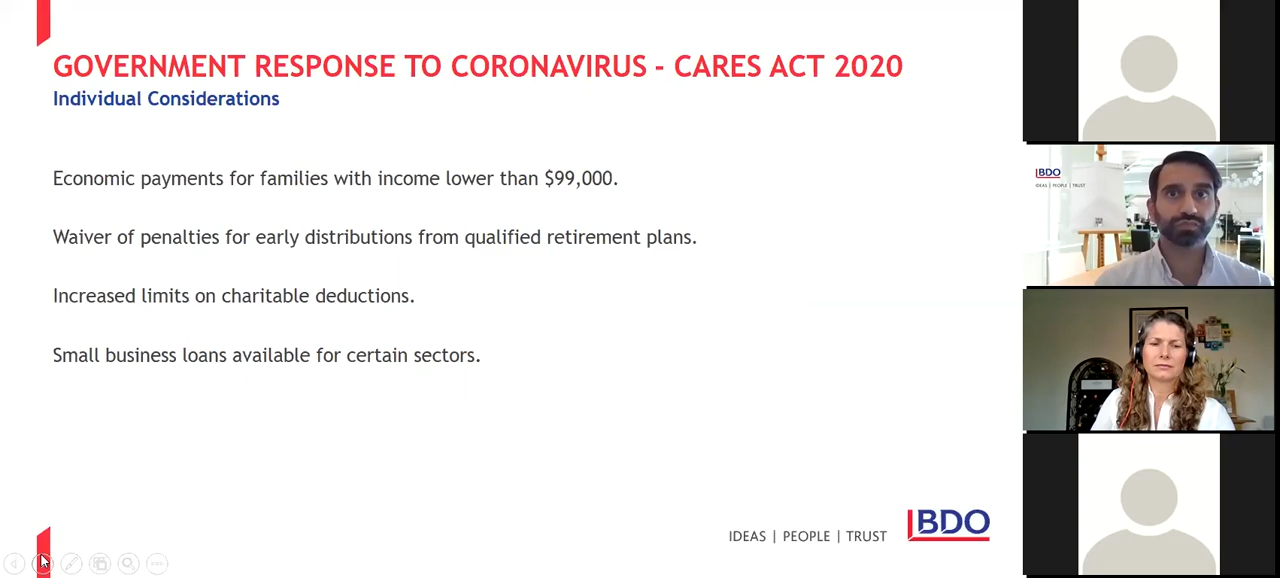 GOVERNMENT RESPONSE TO CORONAVIRUS - CARES ACT 2020
Individual Considerations
Economic payments for families with income lower than $99,000.
Waiver of penalties for early distributions from qualified retirement plans.
Increased limits on charitable deductions.
Small business loans available for certain sectors.
IDEAS | PEOPLE | TRUST
BDO
BDO
IDEAS | PEOPLE | TRUST